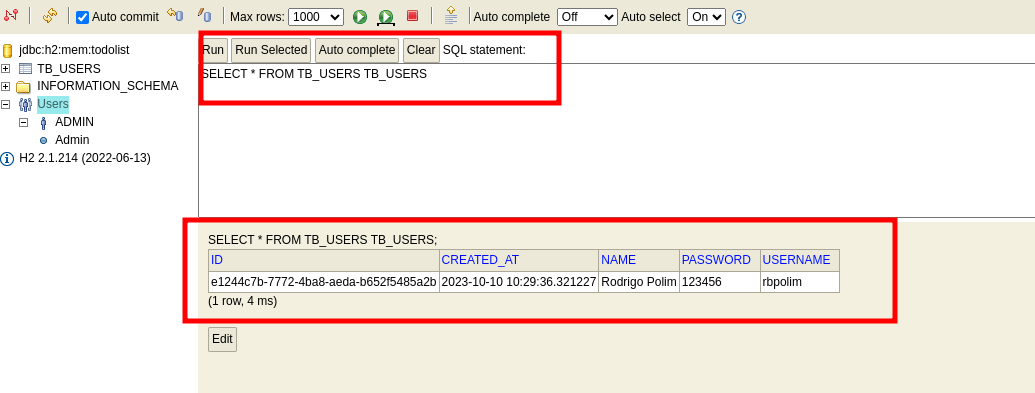 Auto commit Max rows: 1000 Auto complete Off Auto select On ?
jdbc:h2:mem:todolist
TB_USERS
INFORMATION_SCHEMA
Users
ADMIN
Admin
H2 2.1.214 (2022-06-13)
Run Run Selected Auto complete Clear SQL statement:
SELECT * FROM TB_USERS TB_USERS
SELECT * FROM TB_USERS TB_USERS;
ID CREATED_AT NAME PASSWORD USERNAME
e1244c7b-7772-4ba8-aeda-b652f5485a2b 2023-10-10 10:29:36.321227 Rodrigo Polim 123456 rbpolim
(1 row, 4 ms)
Edit